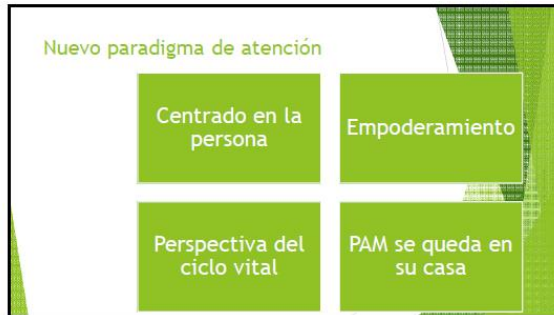 Nuevo paradigma de atención
Centrado en la
persona
Empoderamiento
Perspectiva del
ciclo vital
PAM se queda en
su casa